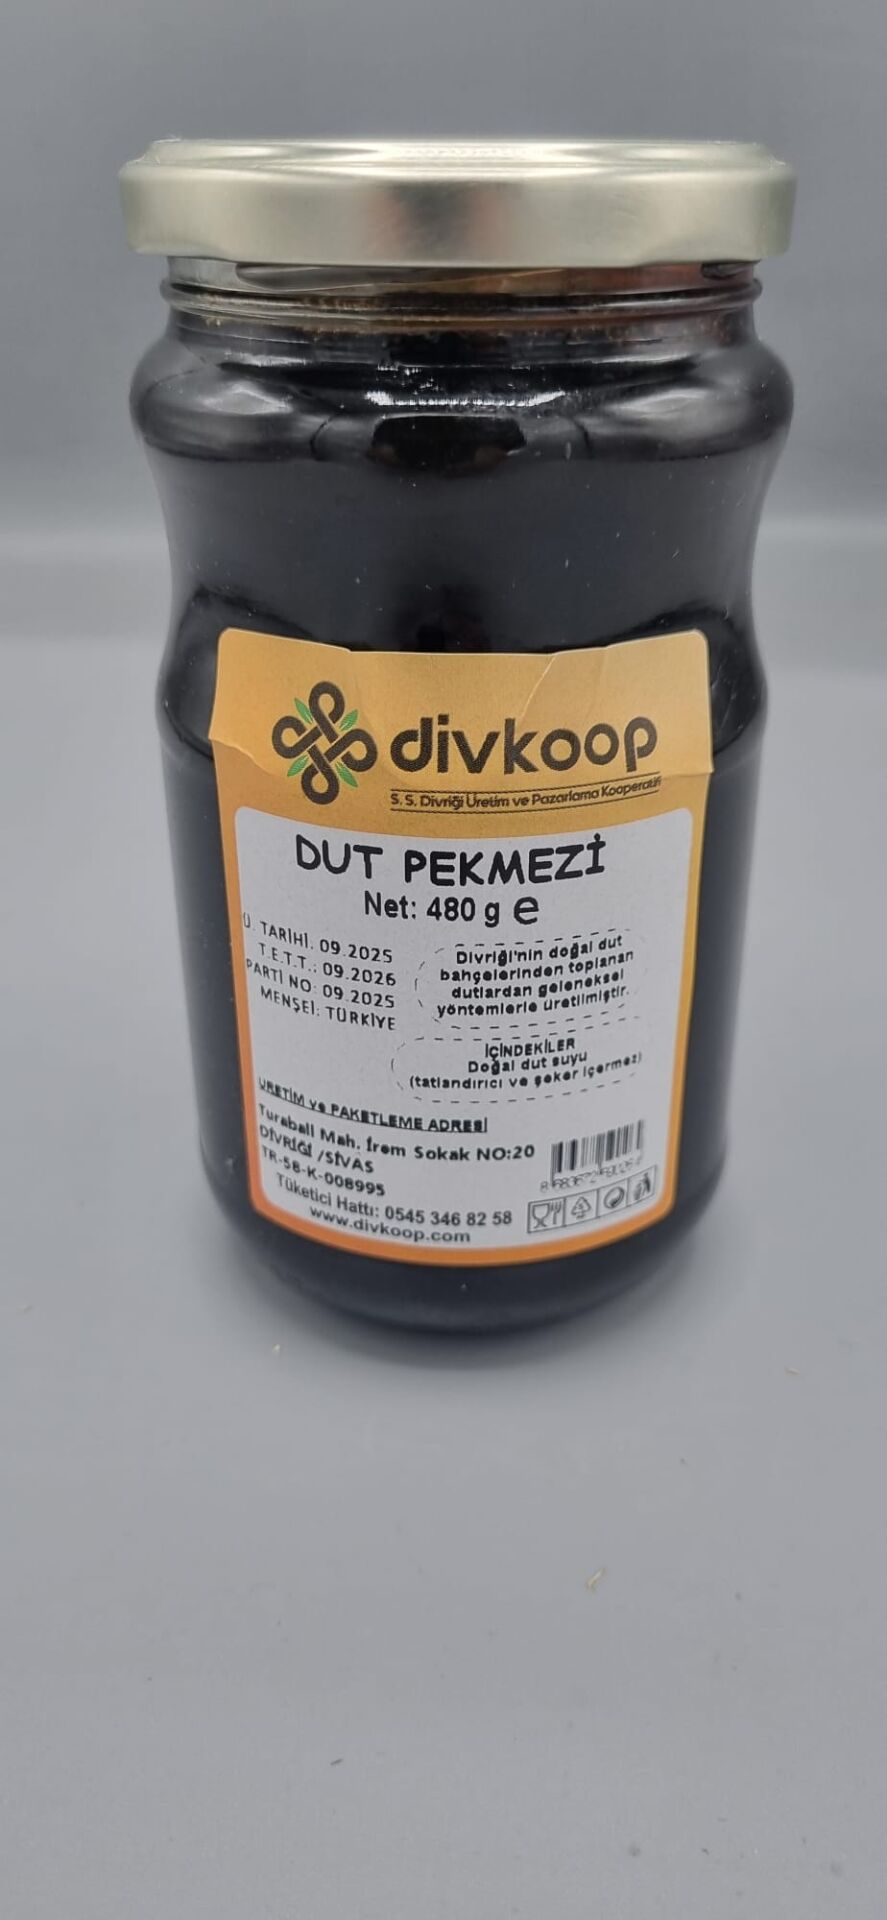 divkoop
S.S. Divriği Üretim ve Pazarlama Kooperatifi
DUT PEKMEZİ
Net: 480 g e
Ü. TARİHİ. 09.2025
T.E.T.T.: 09.2026
PARTİ NO: 09.2025
MENŞEİ: TÜRKİYE
Divriği'nin doğal dut
bahçelerinden toplanan
dutlardan geleneksel
yöntemlerle üretilmiştir.
İÇİNDEKİLER
Doğal dut suyu
(tatlandırıcı ve şeker içermez)
ÜRETİM ve PAKETLEME ADRESİ
Turabali Mah. İrem Sokak NO:20
DİVRİĞİ /SİVAS
TR-58-K-008995
Tüketici Hattı: 0545 346 82 58
www.divkoop.com